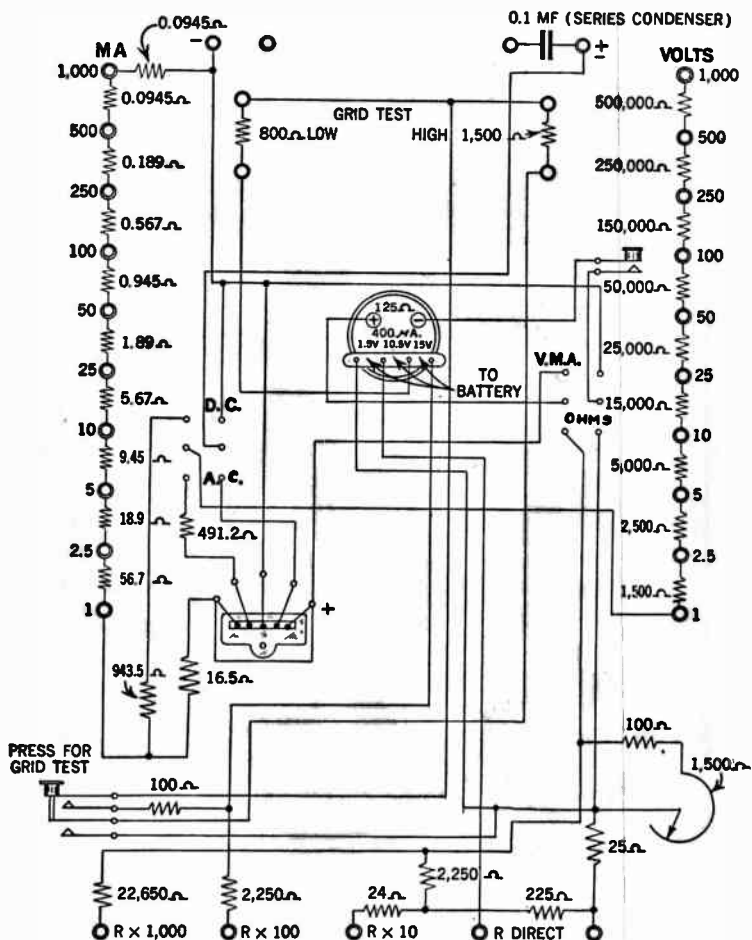 0.0945Ω
0.1 MF (SERIES CONDENSER)
MA
−
±
VOLTS
1,000
1,000
0.0945Ω
GRID TEST
500,000Ω
500
800Ω LOW
HIGH 1,500 Ω
500
0.189Ω
250,000Ω
250
250
0.567Ω
150,000Ω
100
100
0.945Ω
50,000Ω
50
125Ω
50
+ −
400 μA.
1.89Ω
1.5V 10.5V 15V
25,000Ω
25
TO
BATTERY
V.M.A.
25
5.67Ω
15,000Ω
10
D. C.
OHMS
10
9.45 Ω
5,000Ω
5
A. C.
5
18.9 Ω
491.2Ω
2,500Ω
2.5
2.5
56.7 Ω
1,500Ω
1
+
1
943.5 Ω
16.5Ω
PRESS FOR
GRID TEST
100Ω
1,500Ω
100Ω
25Ω
2,250Ω
22,650Ω
2,250Ω
24Ω
225Ω
R × 1,000
R × 100
R × 10
R DIRECT